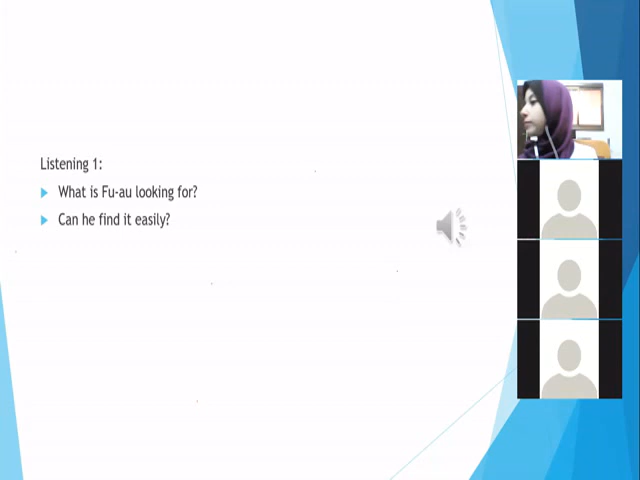 Listening 1:
What is Fu-au looking for?
Can he find it easily?